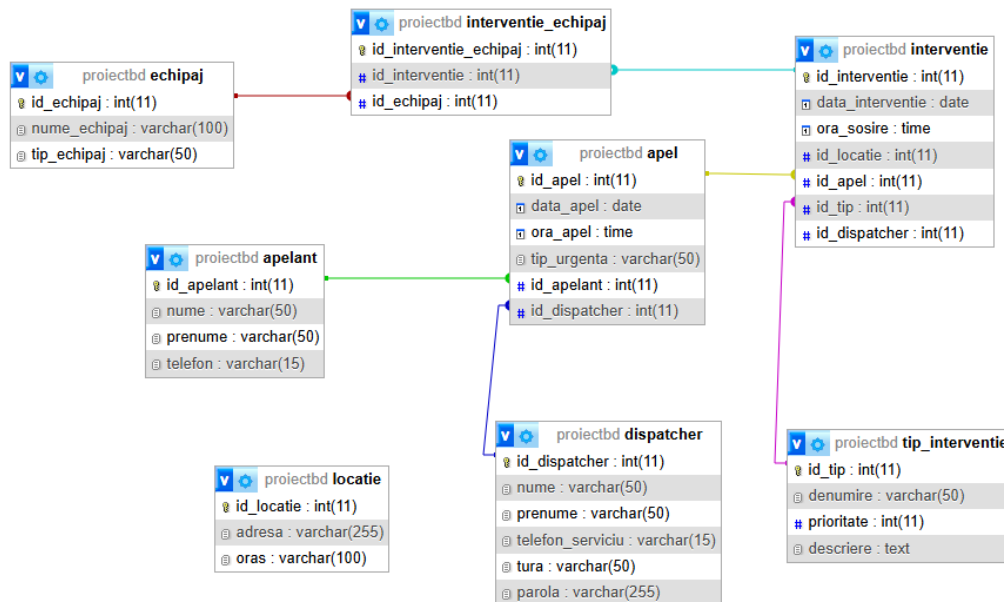 proiectbd echipaj
id_echipaj : int(11)
nume_echipaj : varchar(100)
tip_echipaj : varchar(50)
proiectbd interventie_echipaj
id_interventie_echipaj : int(11)
id_interventie : int(11)
id_echipaj : int(11)
proiectbd interventie
id_interventie : int(11)
data_interventie : date
ora_sosire : time
id_locatie : int(11)
id_apel : int(11)
id_tip : int(11)
id_dispatcher : int(11)
proiectbd apel
id_apel : int(11)
data_apel : date
ora_apel : time
tip_urgenta : varchar(50)
id_apelant : int(11)
id_dispatcher : int(11)
proiectbd apelant
id_apelant : int(11)
nume : varchar(50)
prenume : varchar(50)
telefon : varchar(15)
proiectbd locatie
id_locatie : int(11)
adresa : varchar(255)
oras : varchar(100)
proiectbd dispatcher
id_dispatcher : int(11)
nume : varchar(50)
prenume : varchar(50)
telefon_serviciu : varchar(15)
tura : varchar(50)
parola : varchar(255)
proiectbd tip_interventie
id_tip : int(11)
denumire : varchar(50)
prioritate : int(11)
descriere : text